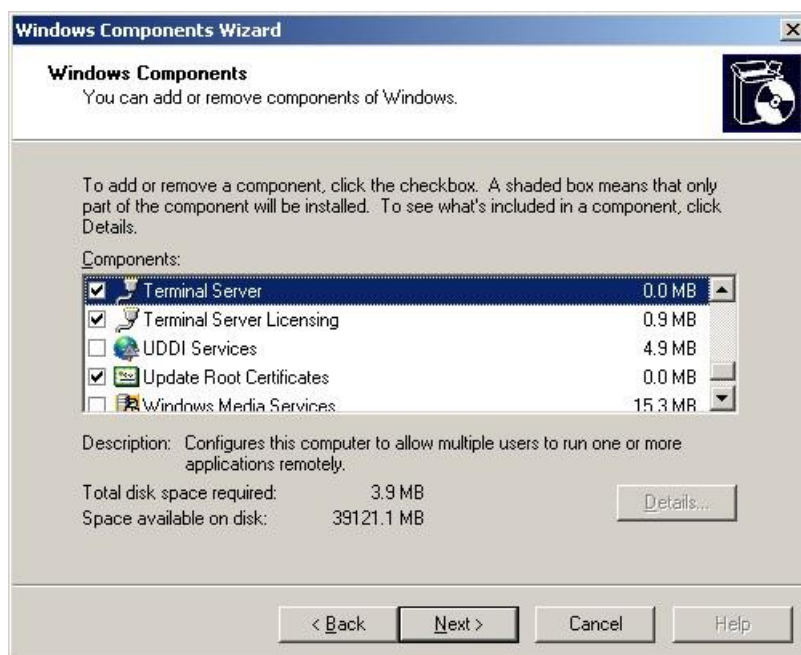 Windows Components Wizard
Windows Components
You can add or remove components of Windows.
To add or remove a component, click the checkbox. A shaded box means that only
part of the component will be installed. To see what's included in a component, click
Details.
Components:
Terminal Server 0.0 MB
Terminal Server Licensing 0.9 MB
UDDI Services 4.9 MB
Update Root Certificates 0.0 MB
Windows Media Services 15.3 MB
Description: Configures this computer to allow multiple users to run one or more
applications remotely.
Total disk space required: 3.9 MB
Space available on disk: 39121.1 MB
Details...
< Back Next > Cancel Help